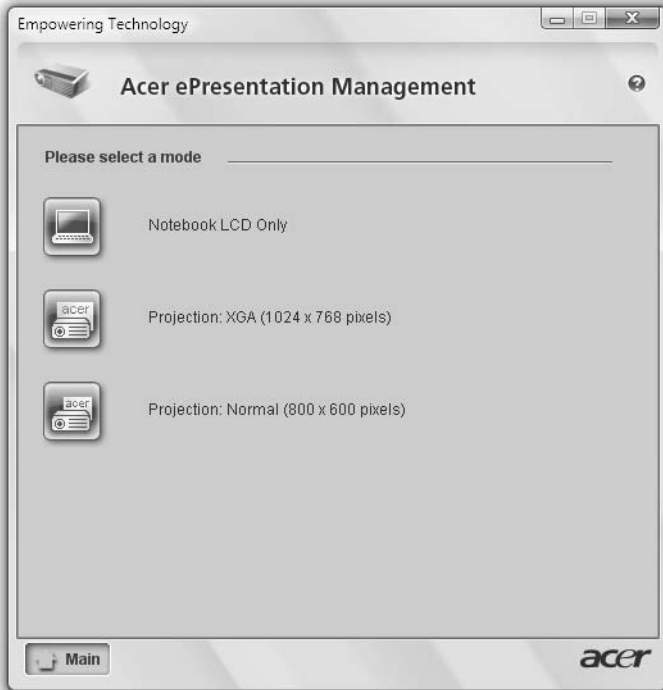 Empowering Technology
Acer ePresentation Management
Please select a mode
Notebook LCD Only
acer
Projection: XGA (1024 x 768 pixels)
acer
Projection: Normal (800 x 600 pixels)
Main
acer